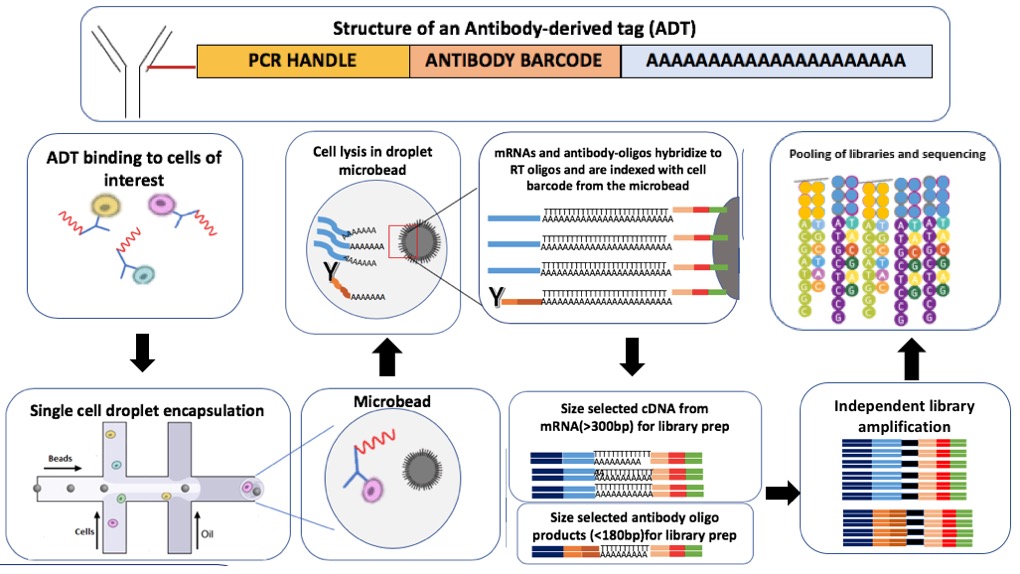 Structure of an Antibody-derived tag (ADT)
PCR HANDLE
ANTIBODY BARCODE
AAAAAAAAAAAAAAAAAAAAA
ADT binding to cells of
interest
Cell lysis in droplet
microbead
AAAAAA
AAAAAAA
AAAAAA
AAAAAAA
mRNAs and antibody-oligos hybridize to
RT oligos and are indexed with cell
barcode from the microbead
Pooling of libraries and sequencing
Single cell droplet encapsulation
Beads
Cells
Oil
Microbead
Size selected cDNA from
mRNA(>300bp) for library prep
Size selected antibody oligo
products (<180bp)for library prep
Independent library
amplification